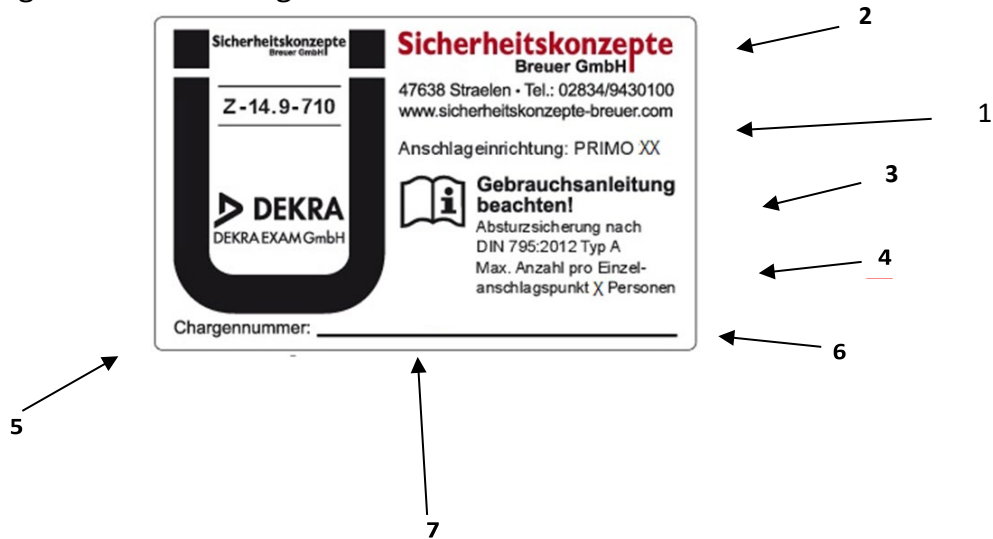 Sicherheitskonzepte
Breuer GmbH
Z-14.9-710
DEKRA
DEKRA EXAM GmbH
Sicherheitskonzepte
Breuer GmbH
47638 Straelen • Tel.: 02834/9430100
www.sicherheitskonzepte-breuer.com
Anschlageinrichtung: PRIMO XX
Gebrauchsanleitung
beachten!
Absturzsicherung nach
DIN 795:2012 Typ A
Max. Anzahl pro Einzel-
anschlagspunkt X Personen
Chargennummer:
2
1
3
4
6
5
7